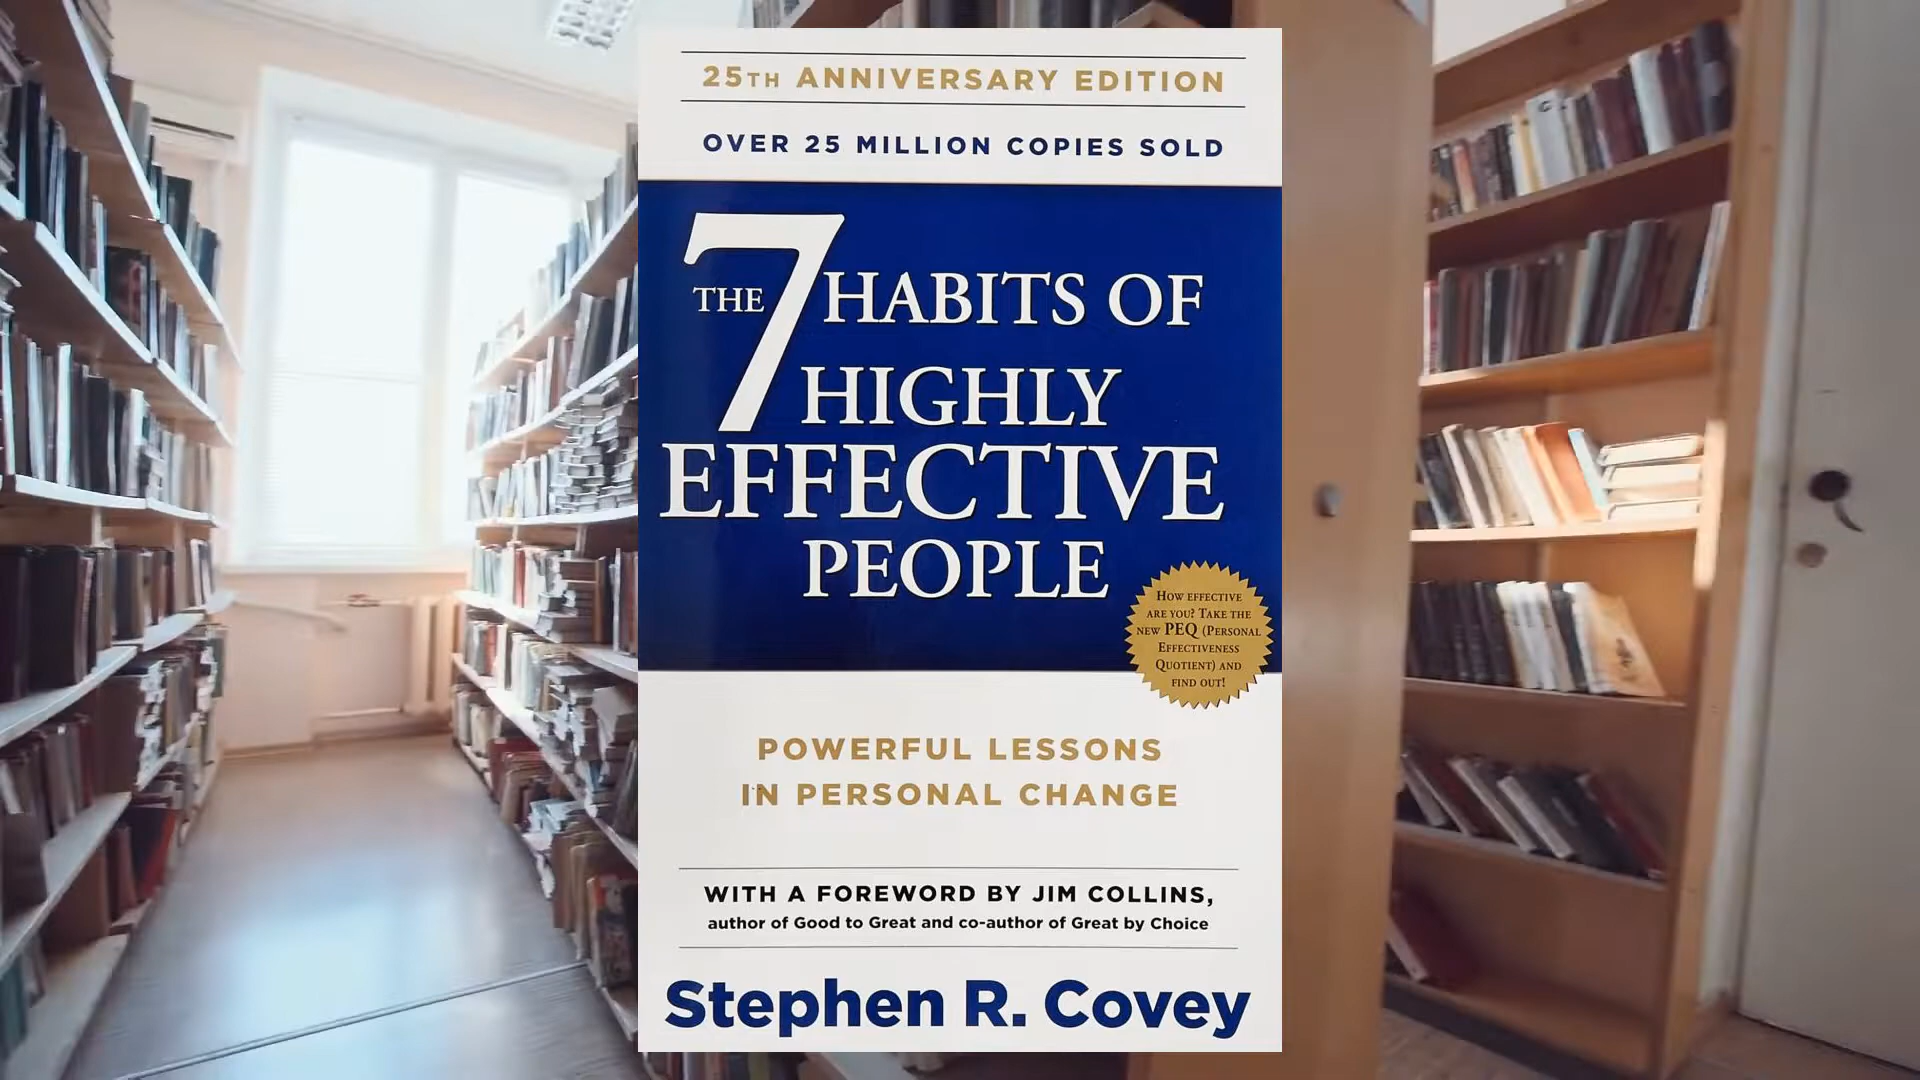 25TH ANNIVERSARY EDITION
OVER 25 MILLION COPIES SOLD
THE 7 HABITS OF
HIGHLY
EFFECTIVE
PEOPLE
HOW EFFECTIVE
ARE YOU? TAKE THE
NEW PEQ (PERSONAL
EFFECTIVENESS
QUOTIENT) AND
FIND OUT!
POWERFUL LESSONS
IN PERSONAL CHANGE
WITH A FOREWORD BY JIM COLLINS,
author of Good to Great and co-author of Great by Choice
Stephen R. Covey